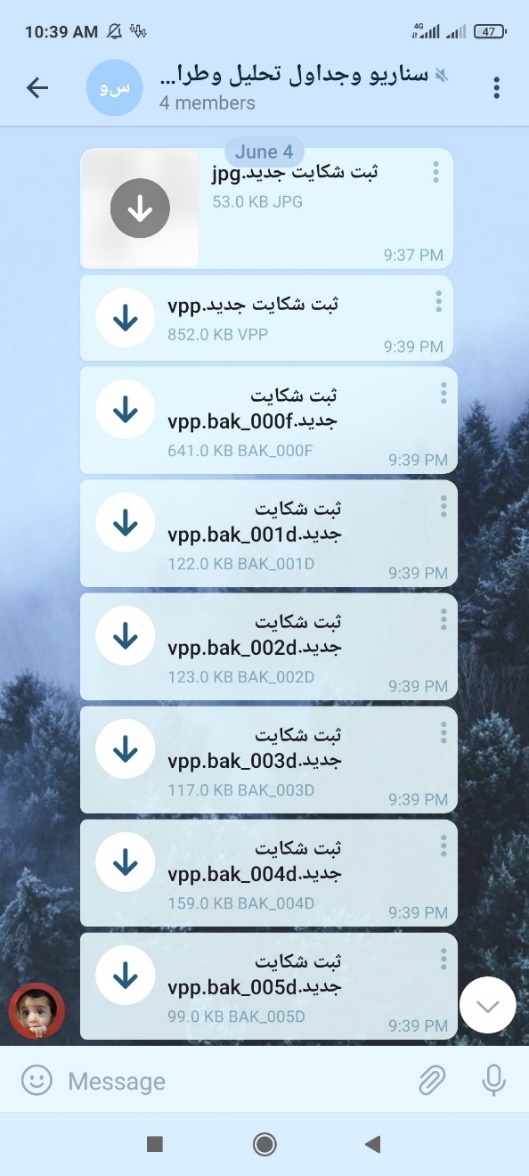 10:39 AM
4G
47
سناریو وجداول تحلیل وطرا...
س‌و
4 members
June 4
ثبت شکایت جدید.jpg
53.0 KB JPG
9:37 PM
ثبت شکایت جدید.vpp
852.0 KB VPP
9:39 PM
ثبت شکایت
جدید.vpp.bak_000f
641.0 KB BAK_000F
9:39 PM
ثبت شکایت
جدید.vpp.bak_001d
122.0 KB BAK_001D
9:39 PM
ثبت شکایت
جدید.vpp.bak_002d
123.0 KB BAK_002D
9:39 PM
ثبت شکایت
جدید.vpp.bak_003d
117.0 KB BAK_003D
9:39 PM
ثبت شکایت
جدید.vpp.bak_004d
159.0 KB BAK_004D
9:39 PM
ثبت شکایت
جدید.vpp.bak_005d
99.0 KB BAK_005D
9:39 PM
Message